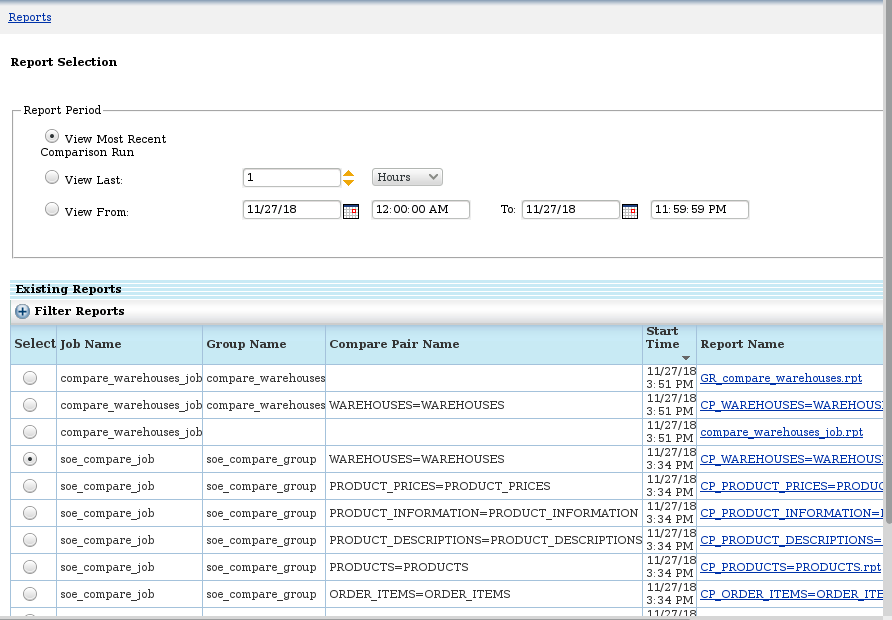 Reports
Report Selection
Report Period
View Most Recent
Comparison Run
View Last: 1 Hours
View From: 11/27/18 12:00:00 AM To: 11/27/18 11:59:59 PM
Existing Reports
Filter Reports
Select Job Name Group Name Compare Pair Name Start Time Report Name
compare_warehouses_job compare_warehouses 11/27/18 3:51 PM GR_compare_warehouses.rpt
compare_warehouses_job compare_warehouses WAREHOUSES=WAREHOUSES 11/27/18 3:51 PM CP_WAREHOUSES=WAREHOUS
compare_warehouses_job 11/27/18 3:51 PM compare_warehouses_job.rpt
soe_compare_job soe_compare_group WAREHOUSES=WAREHOUSES 11/27/18 3:34 PM CP_WAREHOUSES=WAREHOUS
soe_compare_job soe_compare_group PRODUCT_PRICES=PRODUCT_PRICES 11/27/18 3:34 PM CP_PRODUCT_PRICES=PRODUC
soe_compare_job soe_compare_group PRODUCT_INFORMATION=PRODUCT_INFORMATION 11/27/18 3:34 PM CP_PRODUCT_INFORMATION=
soe_compare_job soe_compare_group PRODUCT_DESCRIPTIONS=PRODUCT_DESCRIPTIONS 11/27/18 3:34 PM CP_PRODUCT_DESCRIPTIONS=
soe_compare_job soe_compare_group PRODUCTS=PRODUCTS 11/27/18 3:34 PM CP_PRODUCTS=PRODUCTS.rpt
soe_compare_job soe_compare_group ORDER_ITEMS=ORDER_ITEMS 11/27/18 3:34 PM CP_ORDER_ITEMS=ORDER_ITE
11/27/18